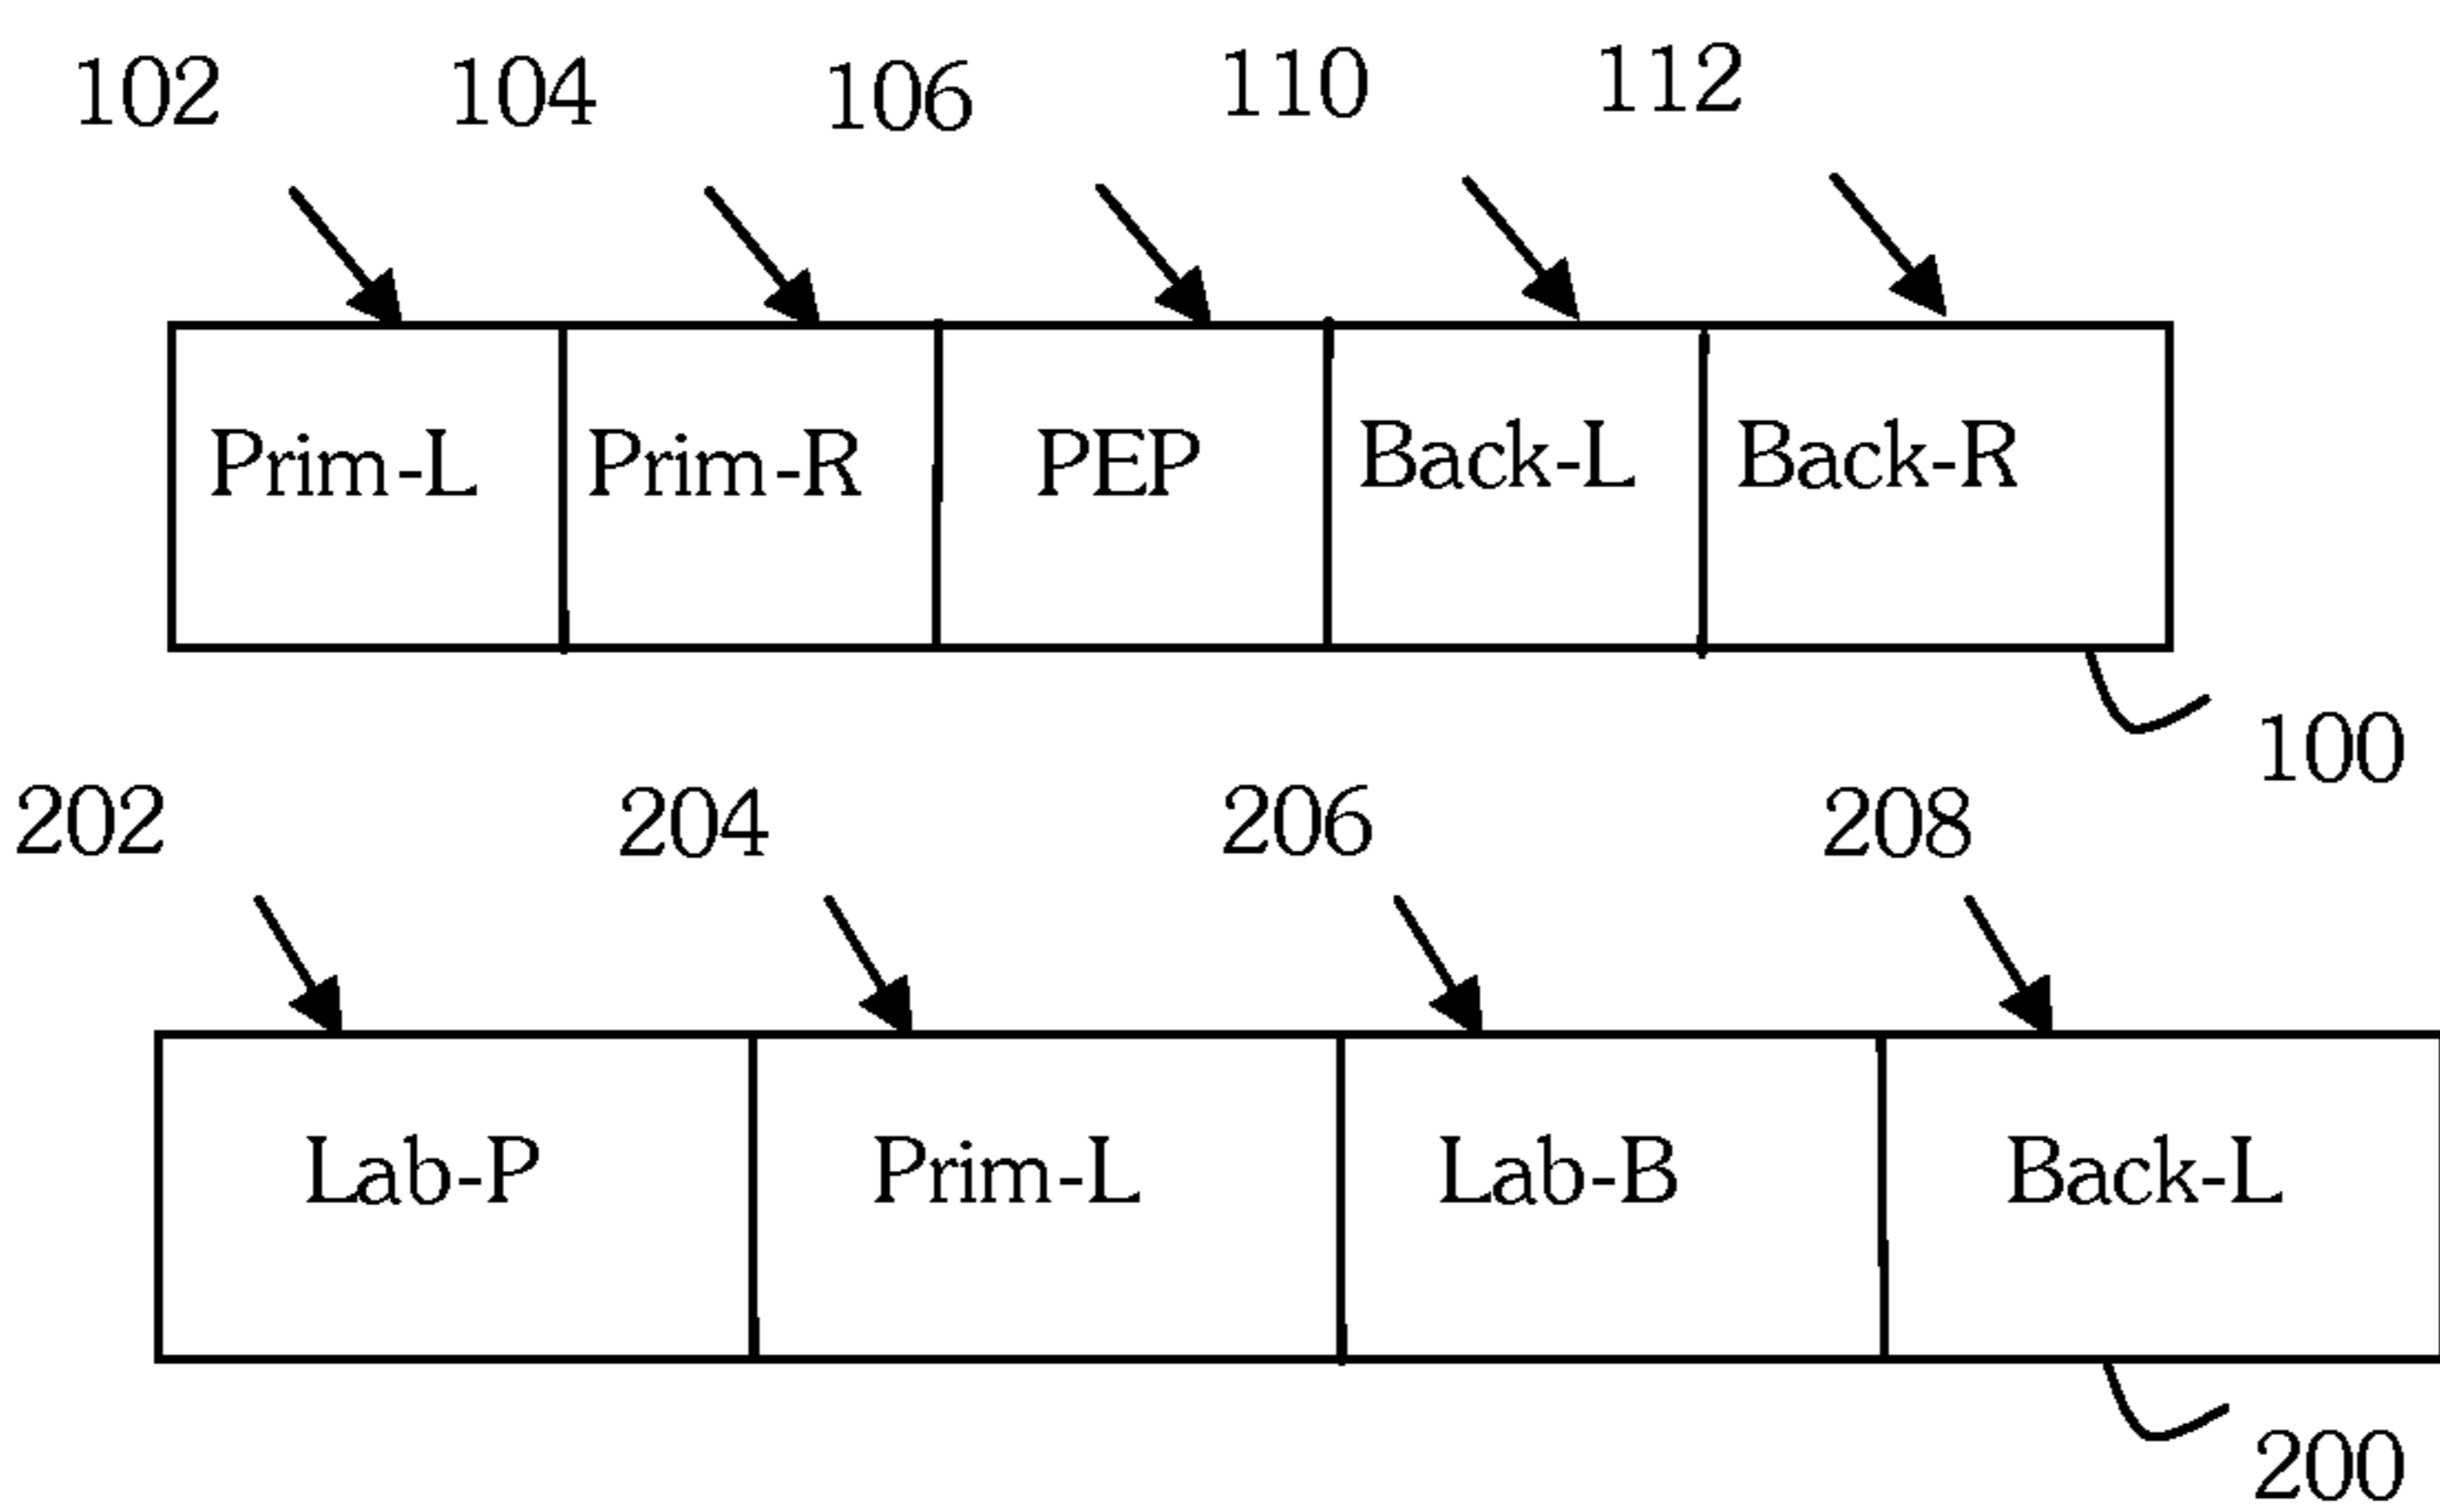 102 104 106 110 112
Prim-L Prim-R PEP Back-L Back-R
100
202 204 206 208
Lab-P Prim-L Lab-B Back-L
200